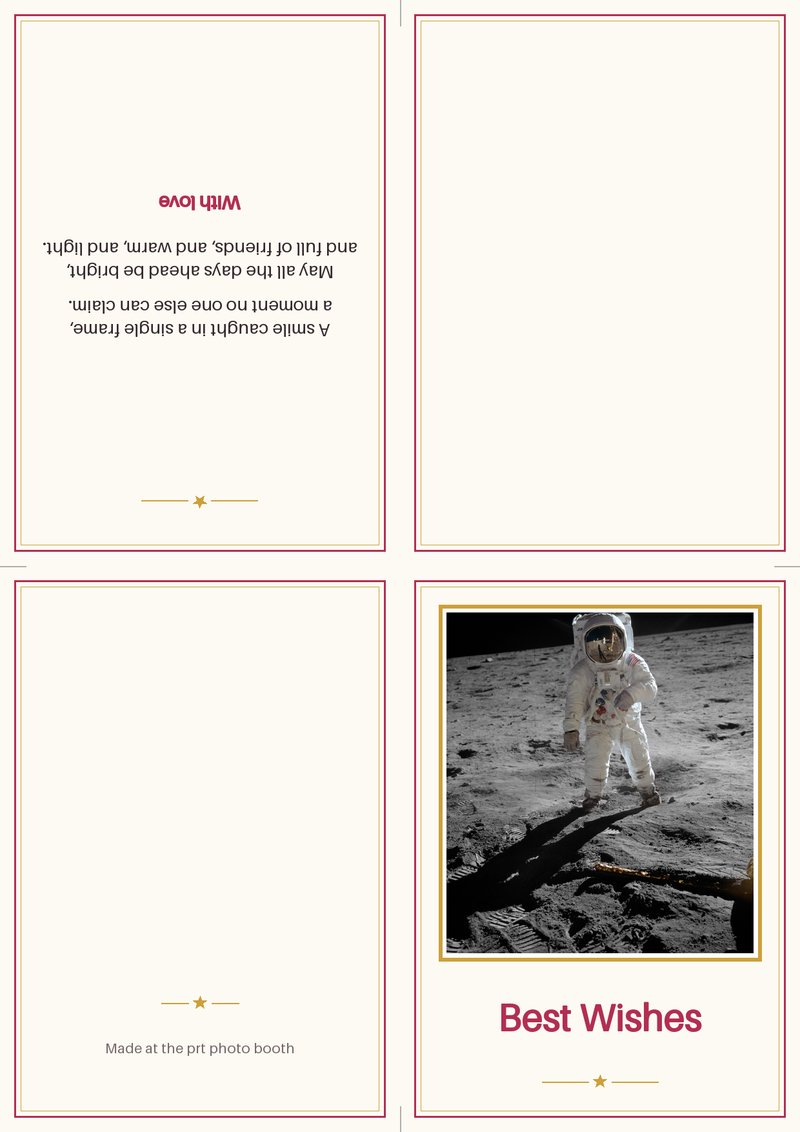 A smile caught in a single frame,
a moment no one else can claim.
May all the days ahead be bright,
and full of friends, and warm, and light.
With love
Made at the prt photo booth
Best Wishes